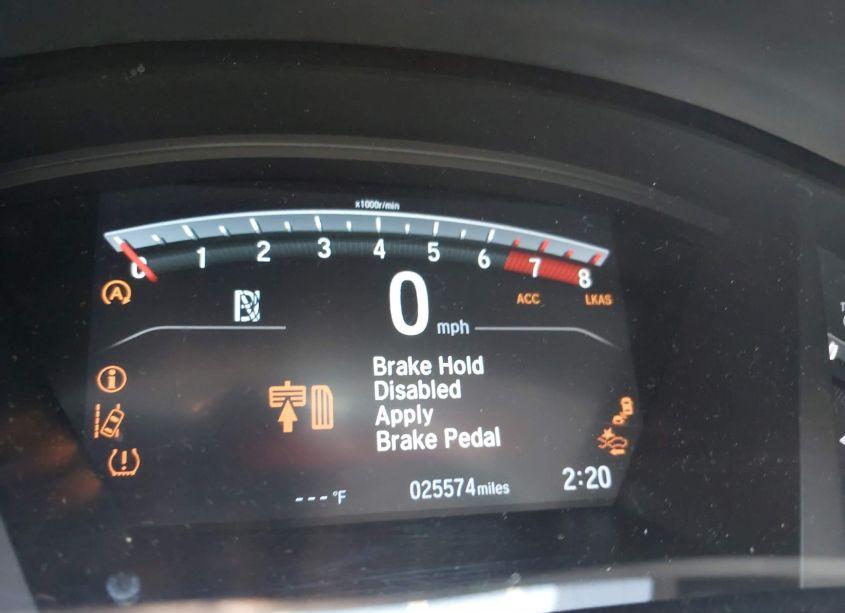 x1000r/min
0 1 2 3 4 5 6 7 8
A
0 mph
ACC LKAS
Brake Hold
Disabled
Apply
Brake Pedal
---°F 025574 miles 2:20